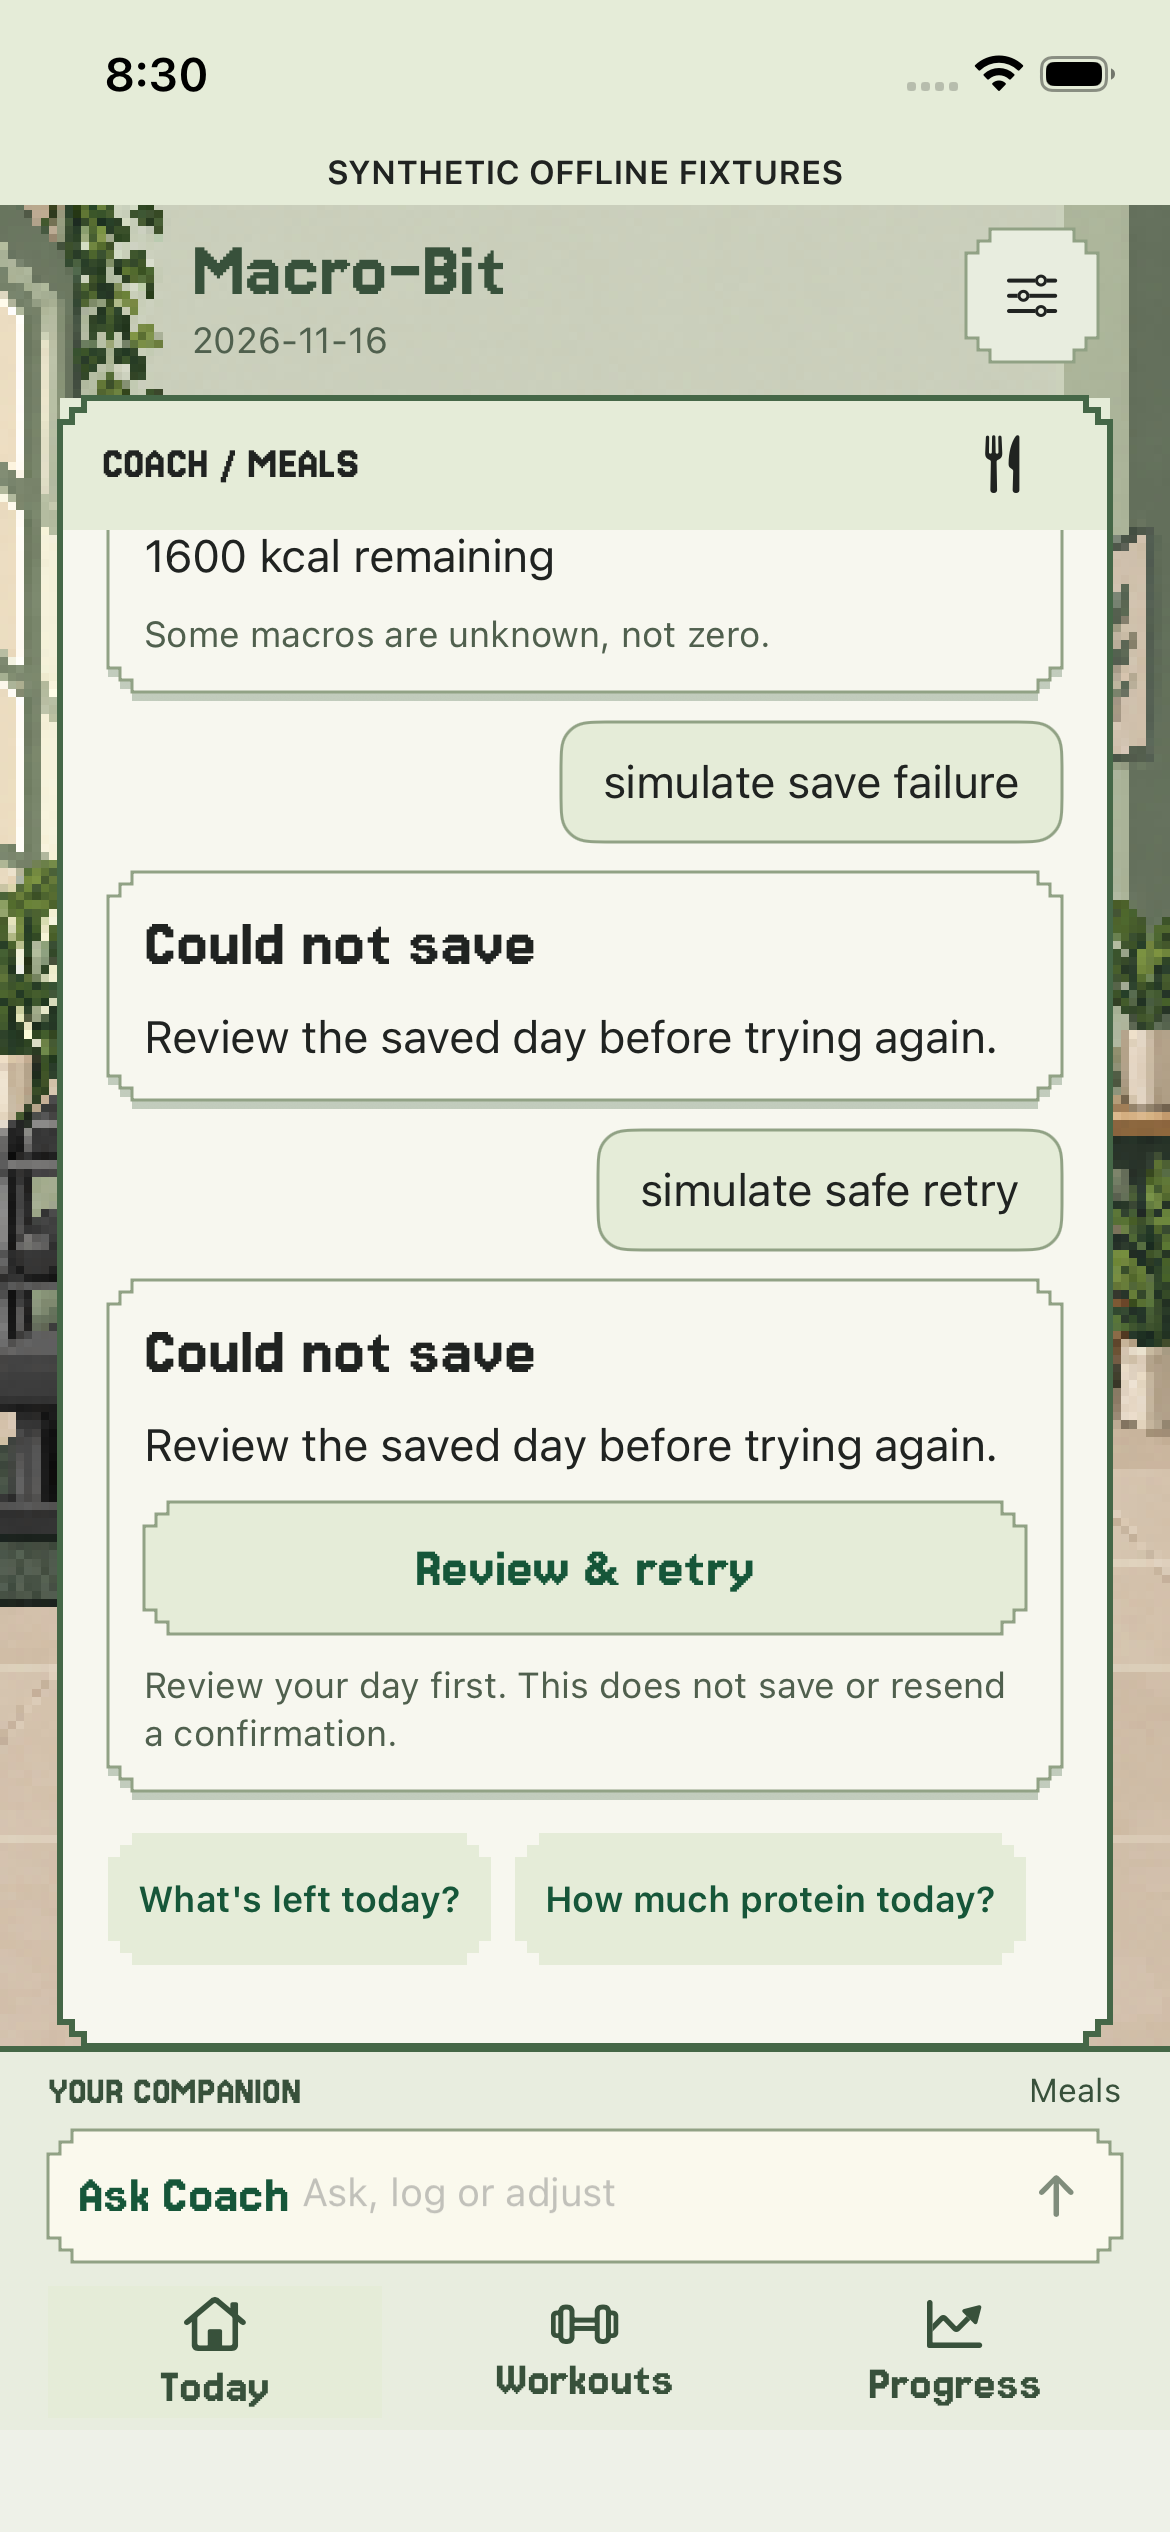 8:30
SYNTHETIC OFFLINE FIXTURES
Macro-Bit
2026-11-16
COACH / MEALS
1600 kcal remaining
Some macros are unknown, not zero.
simulate save failure
Could not save
Review the saved day before trying again.
simulate safe retry
Could not save
Review the saved day before trying again.
Review & retry
Review your day first. This does not save or resend
a confirmation.
What's left today?
How much protein today?
YOUR COMPANION
Meals
Ask Coach Ask, log or adjust
Today
Workouts
Progress